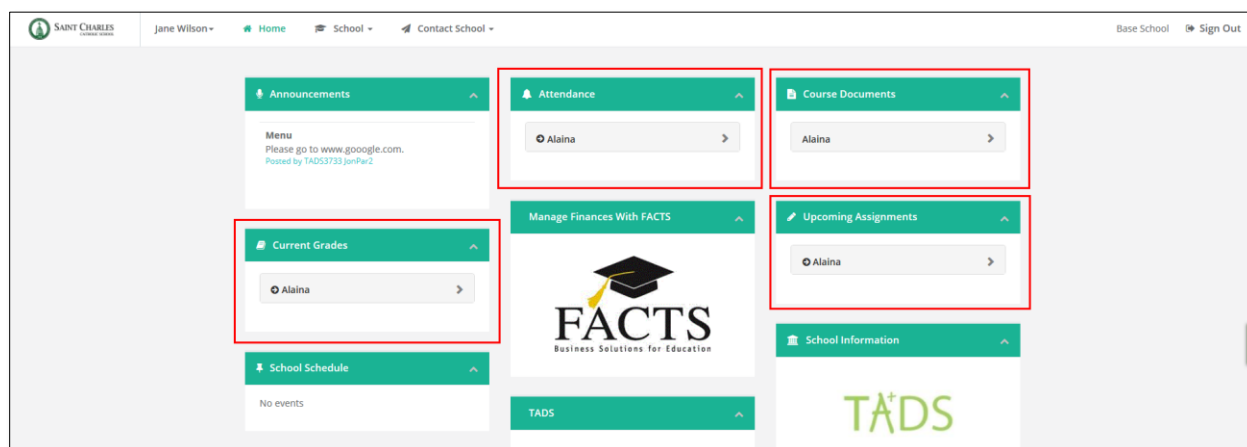 SAINT CHARLES
CATHOLIC SCHOOL
Jane Wilson
Home
School
Contact School
Base School
Sign Out
Announcements
Menu
Please go to www.gooogle.com.
Posted by TADS3733 JonPar2
Current Grades
Alaina
School Schedule
No events
Attendance
Alaina
Manage Finances With FACTS
FACTS
Business Solutions for Education
TADS
Course Documents
Alaina
Upcoming Assignments
Alaina
School Information
TADS